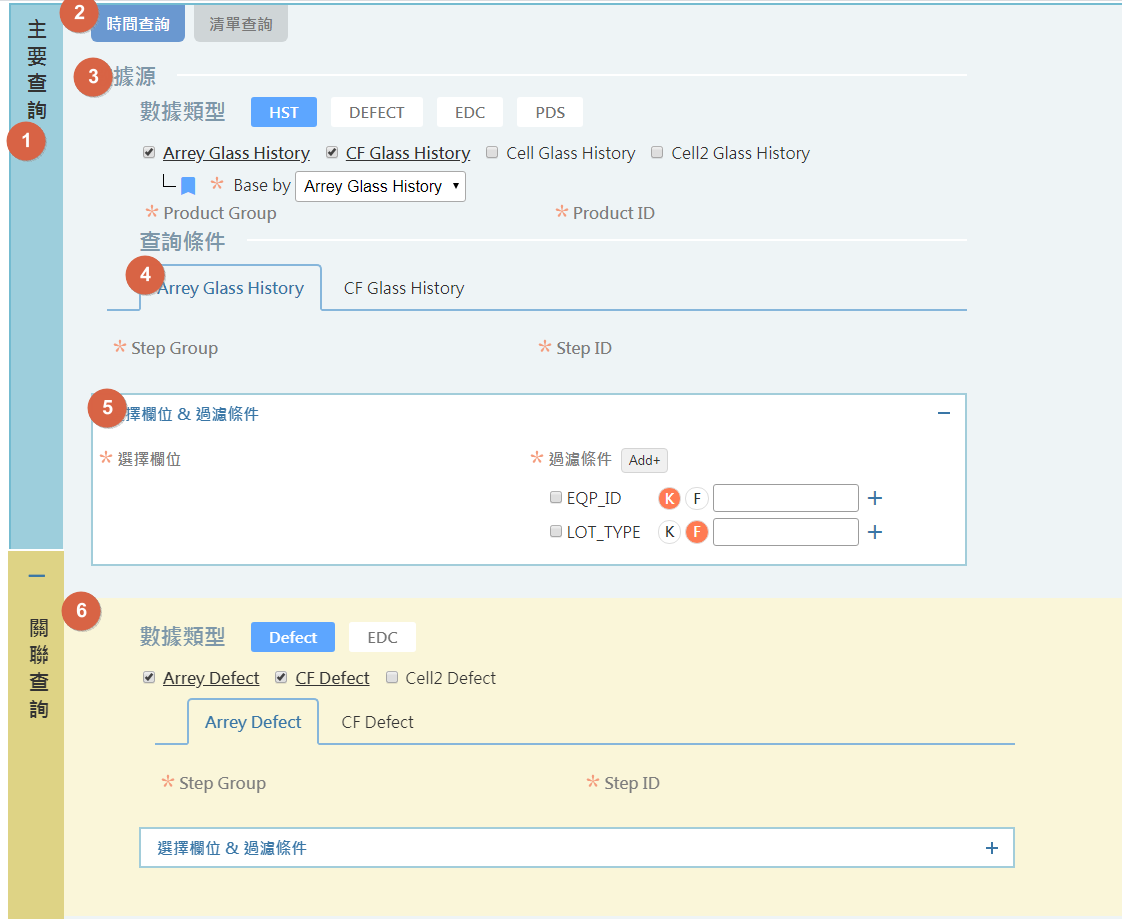 主要查詢
1
2
時間查詢 清單查詢
3
據源
數據類型 HST DEFECT EDC PDS
Arrey Glass History CF Glass History Cell Glass History Cell2 Glass History
* Base by Arrey Glass History
* Product Group * Product ID
查詢條件
4
Arrey Glass History CF Glass History
* Step Group * Step ID
5
擇欄位 & 過濾條件 −
* 選擇欄位 * 過濾條件 Add+
EQP_ID K F +
LOT_TYPE K F +
−
關聯查詢
6
數據類型 Defect EDC
Arrey Defect CF Defect Cell2 Defect
Arrey Defect CF Defect
* Step Group * Step ID
選擇欄位 & 過濾條件 +